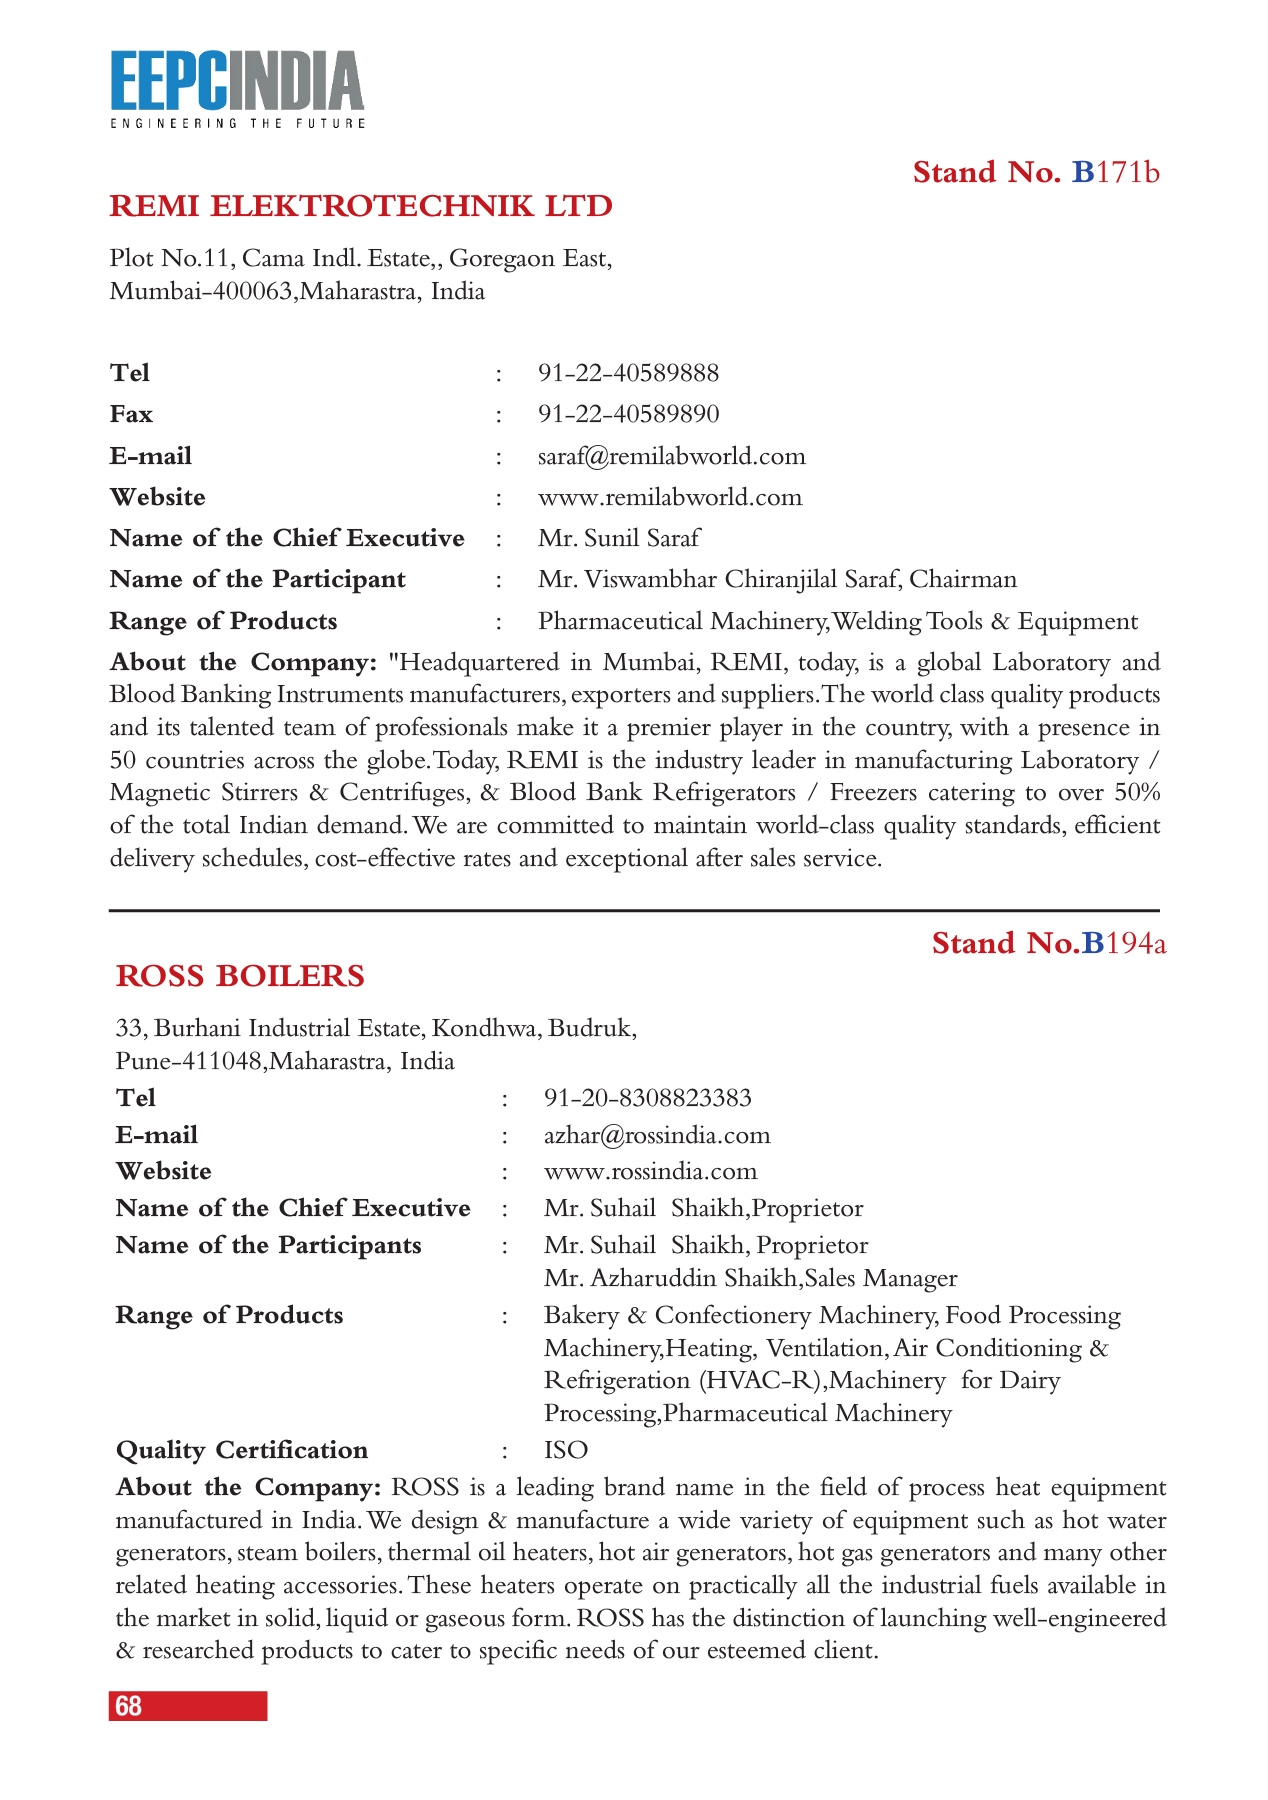 EEPCINDIA
ENGINEERING THE FUTURE
Stand No. B171b
REMI ELEKTROTECHNIK LTD
Plot No.11, Cama Indl. Estate,, Goregaon East,
Mumbai-400063,Maharastra, India
Tel : 91-22-40589888
Fax : 91-22-40589890
E-mail : saraf@remilabworld.com
Website : www.remilabworld.com
Name of the Chief Executive : Mr. Sunil Saraf
Name of the Participant : Mr. Viswambhar Chiranjilal Saraf, Chairman
Range of Products : Pharmaceutical Machinery,Welding Tools & Equipment
About the Company: "Headquartered in Mumbai, REMI, today, is a global Laboratory and
Blood Banking Instruments manufacturers, exporters and suppliers.The world class quality products
and its talented team of professionals make it a premier player in the country, with a presence in
50 countries across the globe.Today, REMI is the industry leader in manufacturing Laboratory /
Magnetic Stirrers & Centrifuges, & Blood Bank Refrigerators / Freezers catering to over 50%
of the total Indian demand. We are committed to maintain world-class quality standards, efficient
delivery schedules, cost-effective rates and exceptional after sales service.
Stand No.B194a
ROSS BOILERS
33, Burhani Industrial Estate, Kondhwa, Budruk,
Pune-411048,Maharastra, India
Tel : 91-20-8308823383
E-mail : azhar@rossindia.com
Website : www.rossindia.com
Name of the Chief Executive : Mr. Suhail Shaikh,Proprietor
Name of the Participants : Mr. Suhail Shaikh, Proprietor
Mr. Azharuddin Shaikh,Sales Manager
Range of Products : Bakery & Confectionery Machinery, Food Processing
Machinery,Heating, Ventilation, Air Conditioning &
Refrigeration (HVAC-R),Machinery for Dairy
Processing,Pharmaceutical Machinery
Quality Certification : ISO
About the Company: ROSS is a leading brand name in the field of process heat equipment
manufactured in India. We design & manufacture a wide variety of equipment such as hot water
generators, steam boilers, thermal oil heaters, hot air generators, hot gas generators and many other
related heating accessories. These heaters operate on practically all the industrial fuels available in
the market in solid, liquid or gaseous form. ROSS has the distinction of launching well-engineered
& researched products to cater to specific needs of our esteemed client.
68